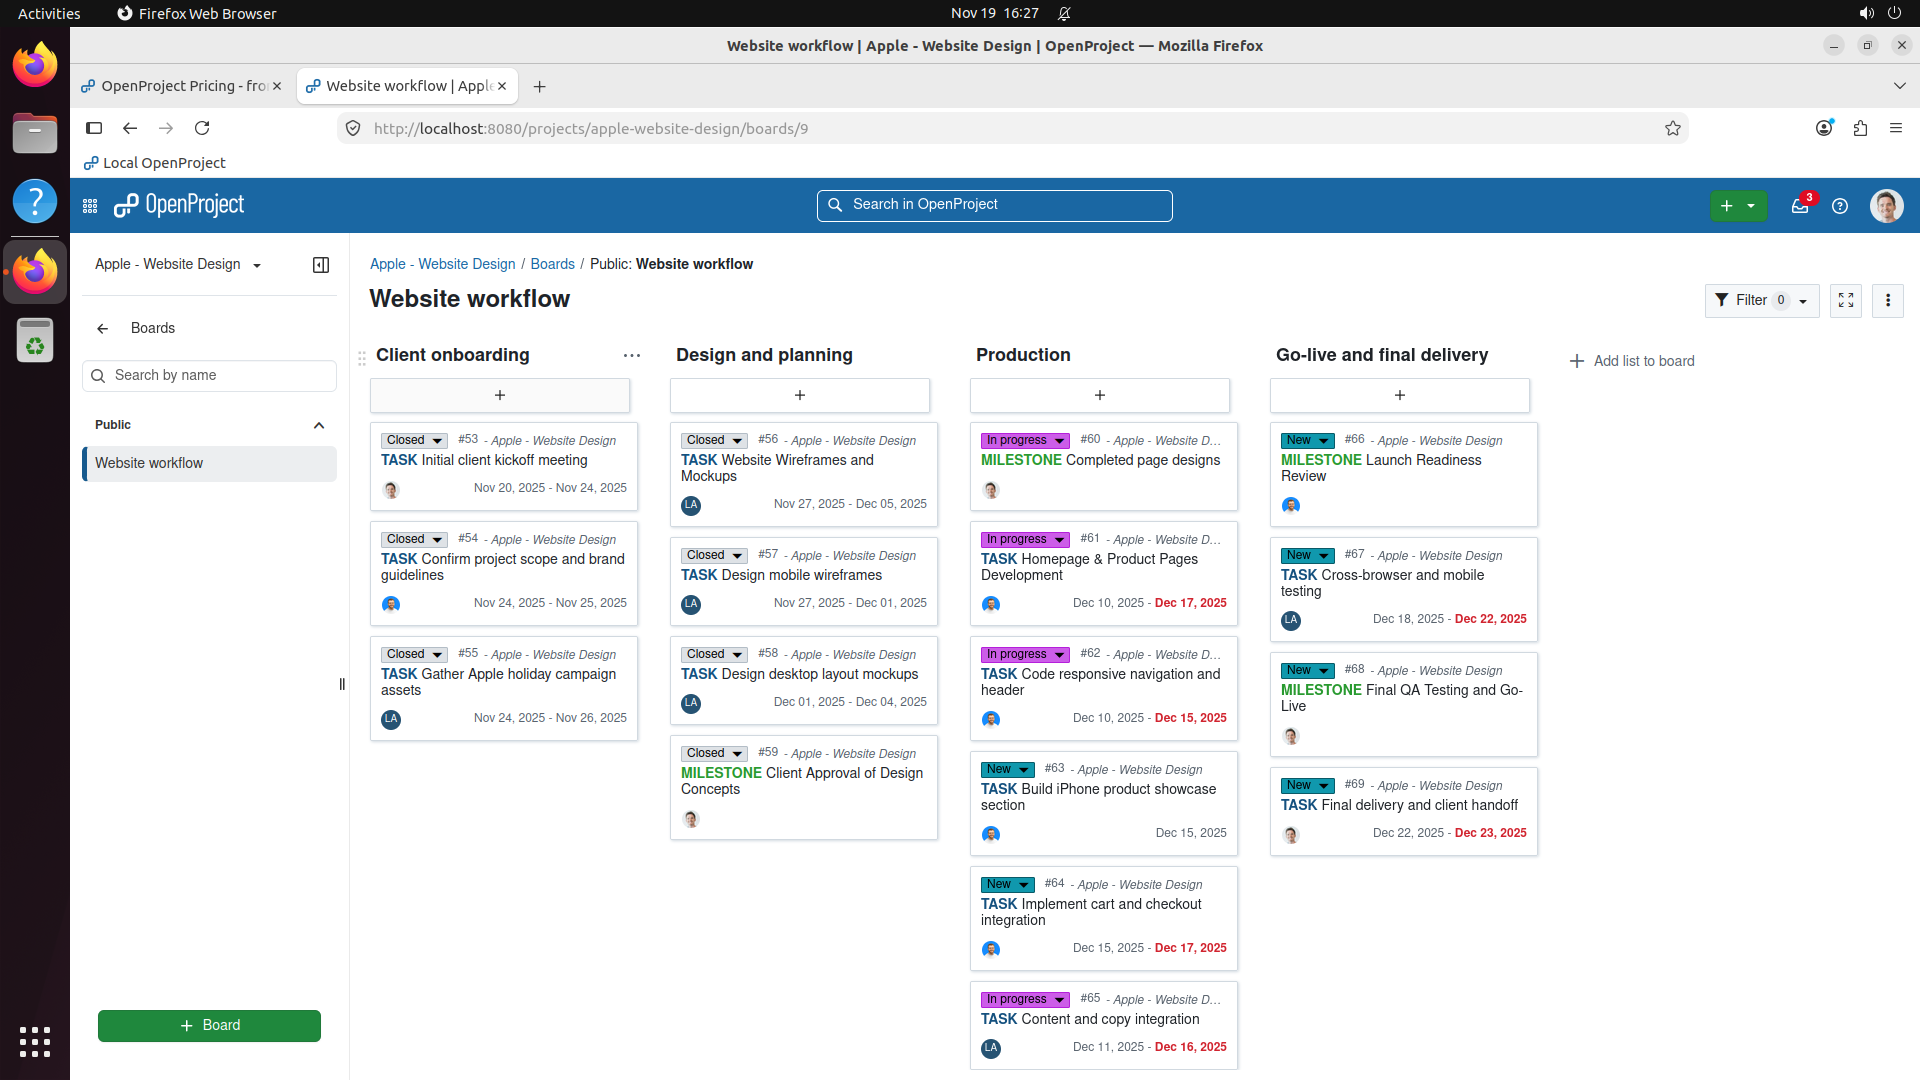 Activities
Firefox Web Browser
Nov 19 16:27
Website workflow | Apple - Website Design | OpenProject — Mozilla Firefox
OpenProject Pricing - fro
Website workflow | Apple
http://localhost:8080/projects/apple-website-design/boards/9
Local OpenProject
OpenProject
Search in OpenProject
3
Apple - Website Design
Boards
Search by name
Public
Website workflow
+ Board
Apple - Website Design / Boards / Public: Website workflow
Website workflow
Filter 0
Client onboarding
+
Closed #53 - Apple - Website Design
TASK Initial client kickoff meeting
Nov 20, 2025 - Nov 24, 2025
Closed #54 - Apple - Website Design
TASK Confirm project scope and brand
guidelines
Nov 24, 2025 - Nov 25, 2025
Closed #55 - Apple - Website Design
TASK Gather Apple holiday campaign
assets
LA Nov 24, 2025 - Nov 26, 2025
Design and planning
+
Closed #56 - Apple - Website Design
TASK Website Wireframes and
Mockups
LA Nov 27, 2025 - Dec 05, 2025
Closed #57 - Apple - Website Design
TASK Design mobile wireframes
LA Nov 27, 2025 - Dec 01, 2025
Closed #58 - Apple - Website Design
TASK Design desktop layout mockups
LA Dec 01, 2025 - Dec 04, 2025
Closed #59 - Apple - Website Design
MILESTONE Client Approval of Design
Concepts
Production
+
In progress #60 - Apple - Website D...
MILESTONE Completed page designs
In progress #61 - Apple - Website D...
TASK Homepage & Product Pages
Development
Dec 10, 2025 - Dec 17, 2025
In progress #62 - Apple - Website D...
TASK Code responsive navigation and
header
Dec 10, 2025 - Dec 15, 2025
New #63 - Apple - Website Design
TASK Build iPhone product showcase
section
Dec 15, 2025
New #64 - Apple - Website Design
TASK Implement cart and checkout
integration
Dec 15, 2025 - Dec 17, 2025
In progress #65 - Apple - Website D...
TASK Content and copy integration
LA Dec 11, 2025 - Dec 16, 2025
Go-live and final delivery
+
New #66 - Apple - Website Design
MILESTONE Launch Readiness
Review
New #67 - Apple - Website Design
TASK Cross-browser and mobile
testing
LA Dec 18, 2025 - Dec 22, 2025
New #68 - Apple - Website Design
MILESTONE Final QA Testing and Go-
Live
New #69 - Apple - Website Design
TASK Final delivery and client handoff
Dec 22, 2025 - Dec 23, 2025
+ Add list to board